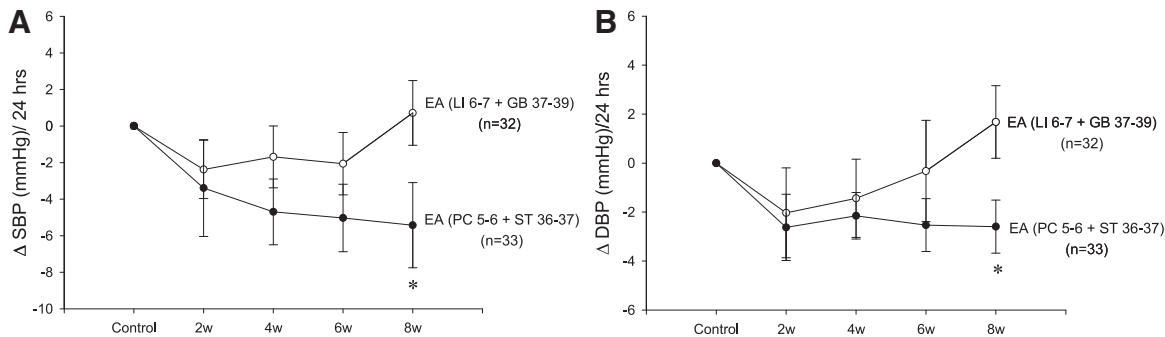 A
Δ SBP (mmHg)/ 24 hrs
6
4
2
0
-2
-4
-6
-8
-10
EA (LI 6-7 + GB 37-39)
(n=32)
EA (PC 5-6 + ST 36-37)
(n=33)
*
Control 2w 4w 6w 8w
B
Δ DBP (mmHg)/24 hrs
6
4
2
0
-2
-4
-6
EA (LI 6-7 + GB 37-39)
(n=32)
EA (PC 5-6 + ST 36-37)
(n=33)
*
Control 2w 4w 6w 8w